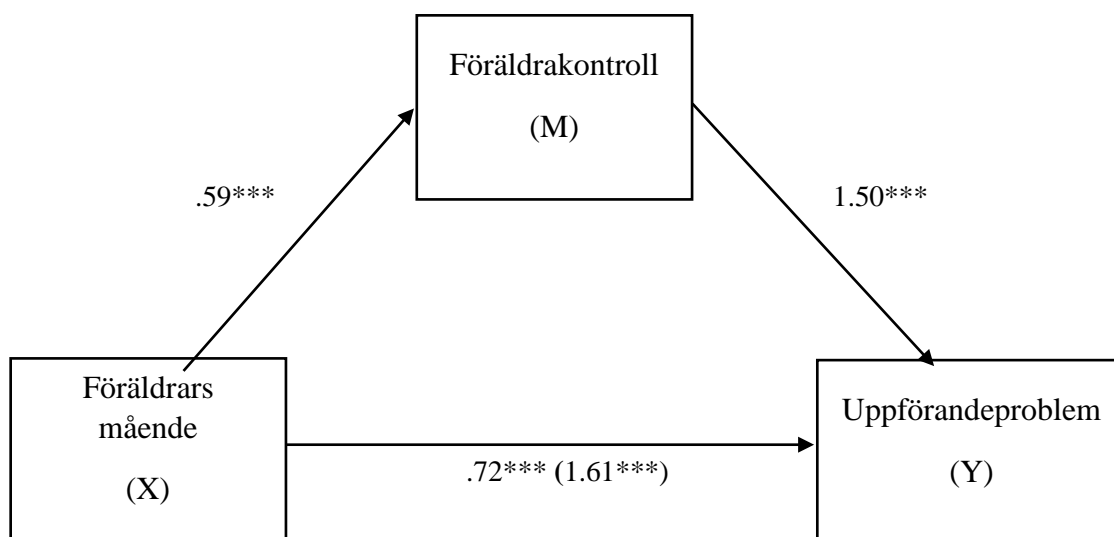 Föräldrakontroll
(M)
.59***
1.50***
Föräldrars
mående
(X)
.72*** (1.61***)
Uppförandeproblem
(Y)